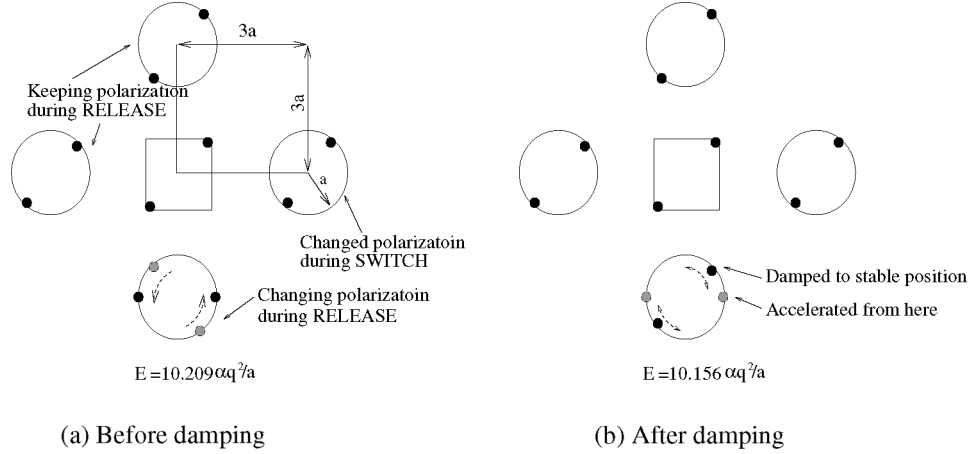 3a
Keeping polarization
during RELEASE
3a
a
Changed polarizatoin
during SWITCH
Changing polarizatoin
during RELEASE
E =10.209αq²/a
(a) Before damping
Damped to stable position
Accelerated from here
E =10.156 αq²/a
(b) After damping